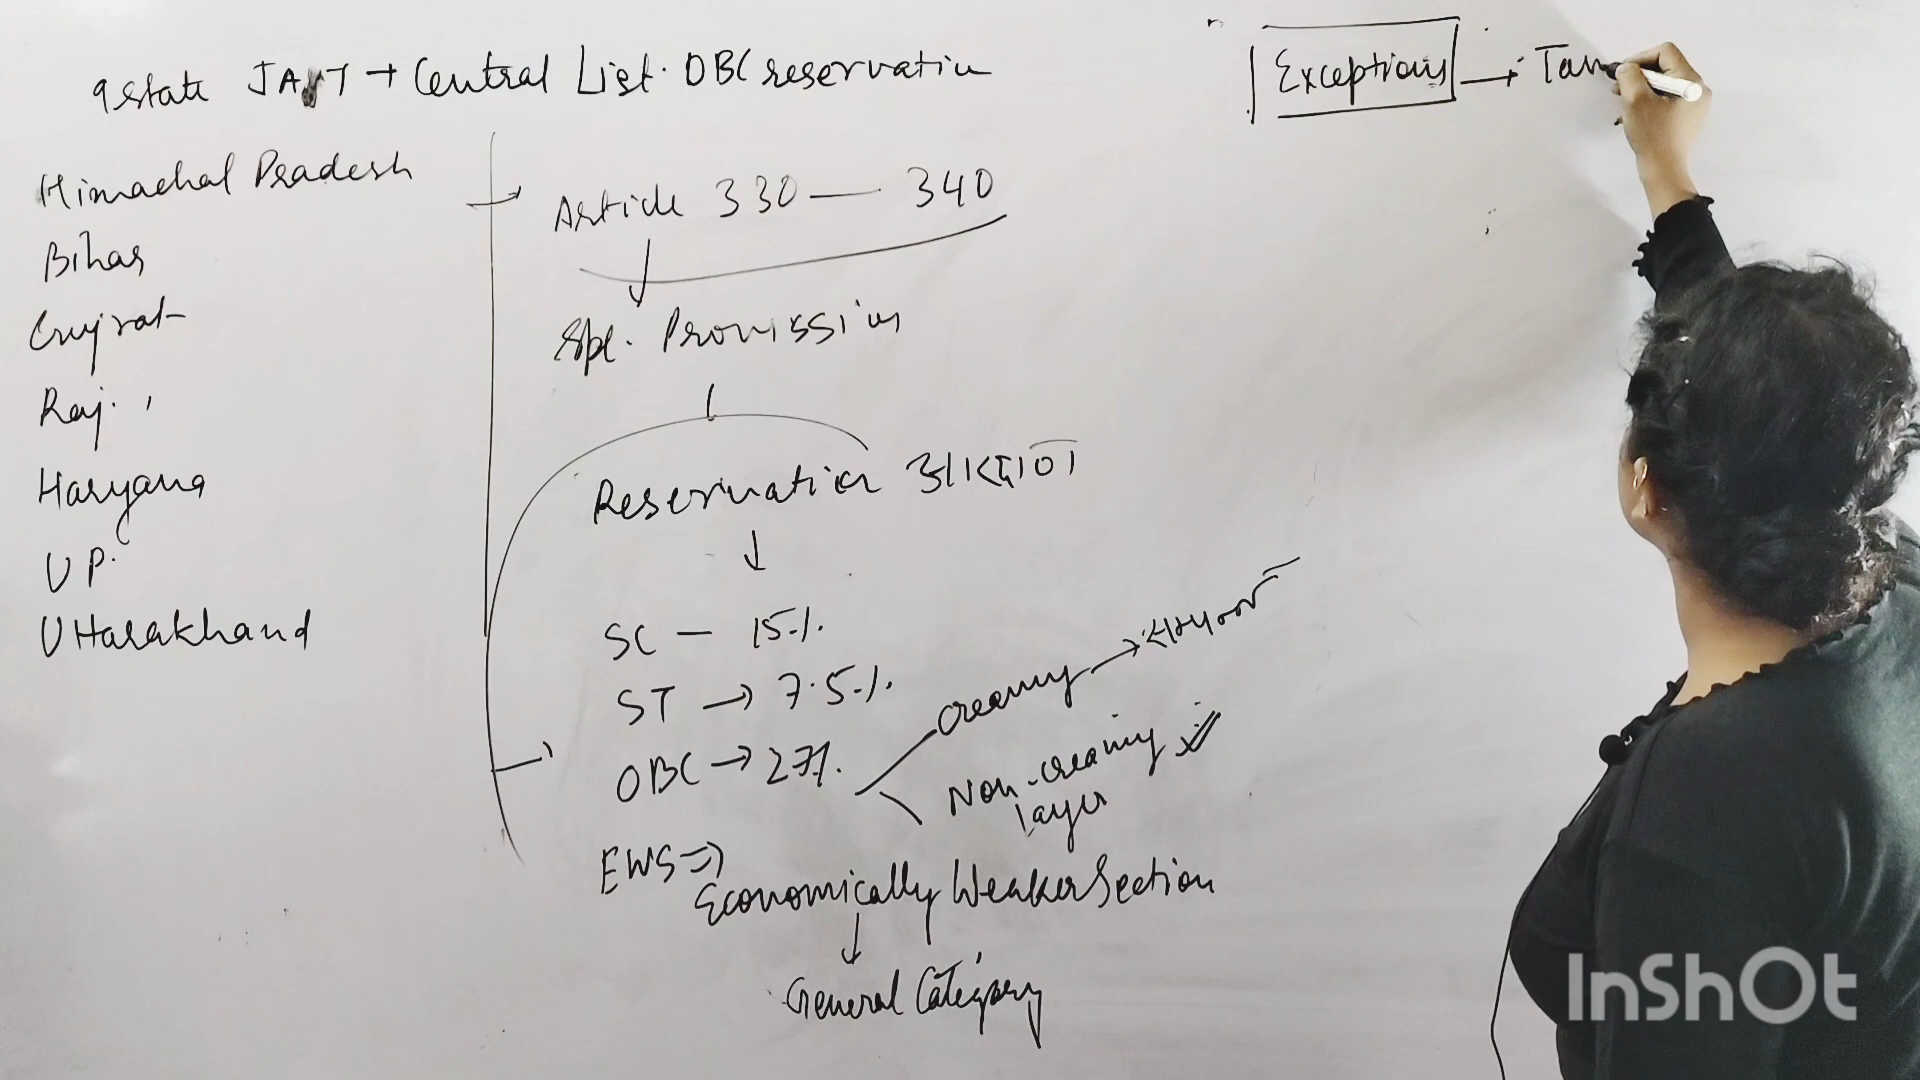 9 state JAT → Central List. OBC reservation
Himachal Pradesh
Bihar
Gujrat
Raj.
Haryana
UP.
Uttarakhand
Article 330 — 340
Spl. Provissions
Reservation आरक्षण
SC — 15%
ST → 7.5%
OBC → 27%
Creamy →
Non-creamy
layer
EWS ⇒
Economically Weaker Section
General Category
Exceptions → Tam
InShOt